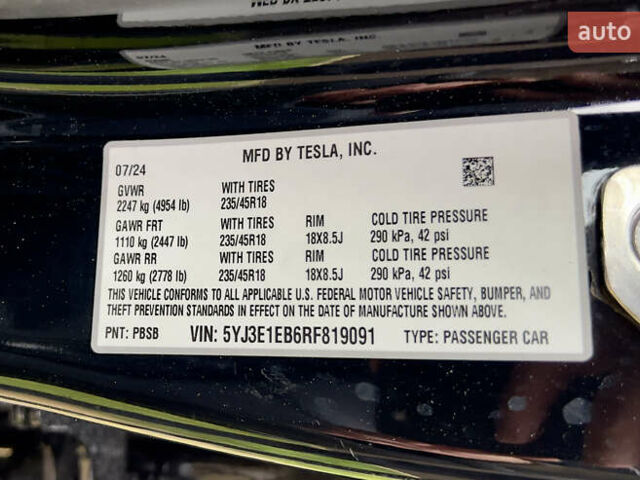 auto
MFD BY TESLA, INC.
07/24
MFD BY TESLA, INC.
07/24
GVWR WITH TIRES
2247 kg (4954 lb) 235/45R18
GAWR FRT WITH TIRES RIM COLD TIRE PRESSURE
1110 kg (2447 lb) 235/45R18 18X8.5J 290 kPa, 42 psi
GAWR RR WITH TIRES RIM COLD TIRE PRESSURE
1260 kg (2778 lb) 235/45R18 18X8.5J 290 kPa, 42 psi
THIS VEHICLE CONFORMS TO ALL APPLICABLE U.S. FEDERAL MOTOR VEHICLE SAFETY, BUMPER, AND
THEFT PREVENTION STANDARDS IN EFFECT ON THE DATE OF MANUFACTURE SHOWN ABOVE.
PNT: PBSB VIN: 5YJ3E1EB6RF819091 TYPE: PASSENGER CAR